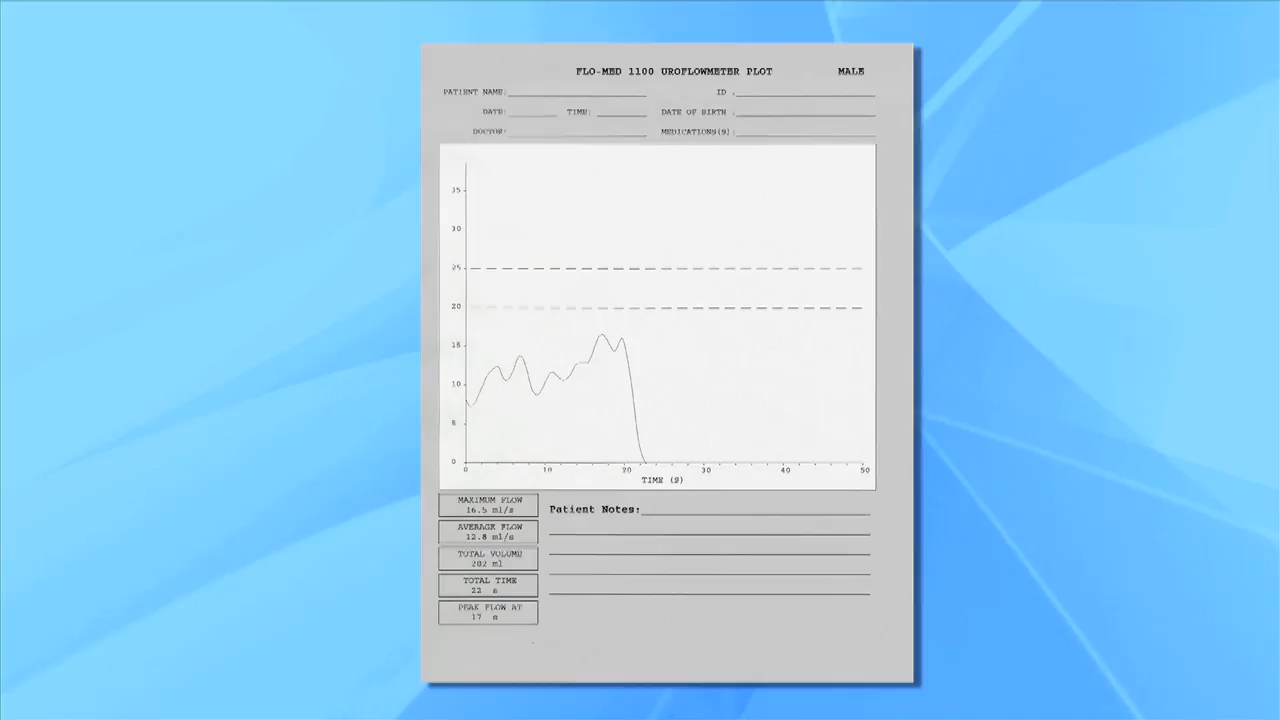 FLO-MED 1100 UROFLOWMETER PLOT MALE
PATIENT NAME: ID :
DATE: TIME: DATE OF BIRTH :
DOCTOR: MEDICATIONS(S):
35
30
25
20
15
10
5
0
0 10 20 30 40 50
TIME (S)
MAXIMUM FLOW
16.5 ml/s
Patient Notes:
AVERAGE FLOW
12.8 ml/s
TOTAL VOLUME
282 ml
TOTAL TIME
22 s
PEAK FLOW AT
17 s